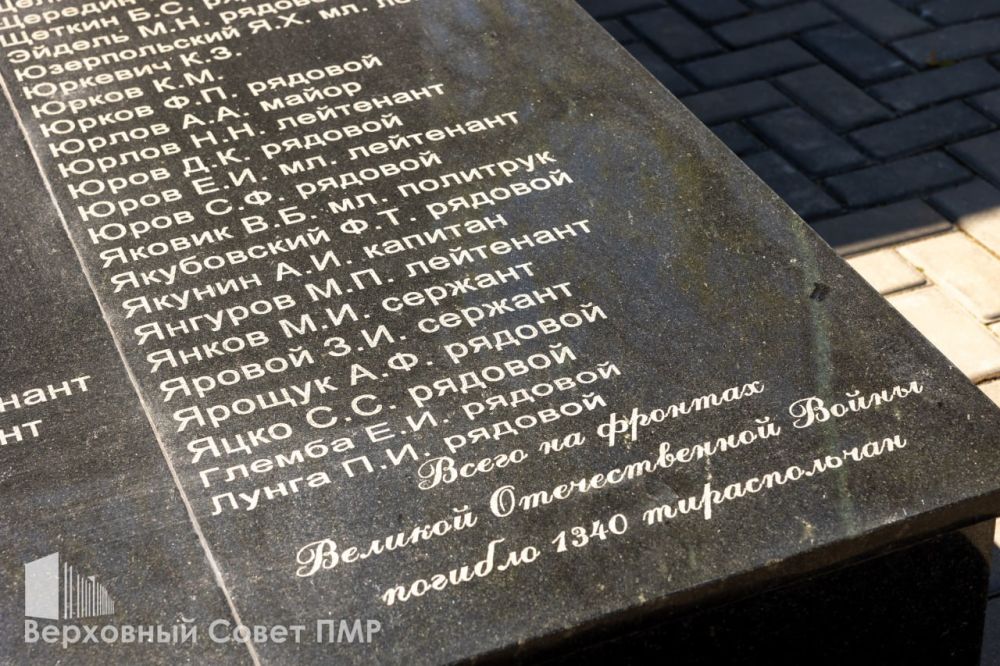 Щеткин Б.С. рядовой
Эйдель М.Н. рядовой
Юзерпольский Я.Х. мл.
Юркевич К.З.
Юрков К.М.
Юрков Ф.П. рядовой
Юрлов А.А. майор
Юрлов Н.Н. лейтенант
Юров Д.К. рядовой
Юров Е.И. мл. лейтенант
Юров С.Ф. рядовой
Яковик В.Б. мл. политрук
Якубовский Ф.Т. рядовой
Якунин А.И. капитан
Янгуров М.П. лейтенант
Янков М.И. сержант
Яровой З.И. сержант
Ярощук А.Ф. рядовой
Яцко С.С. рядовой
Глемба Е.И. рядовой
Лунга П.И. рядовой
Всего на фронтах
Великой Отечественной Войны
погибло 1340 тираспольчан
Верховный Совет ПМР